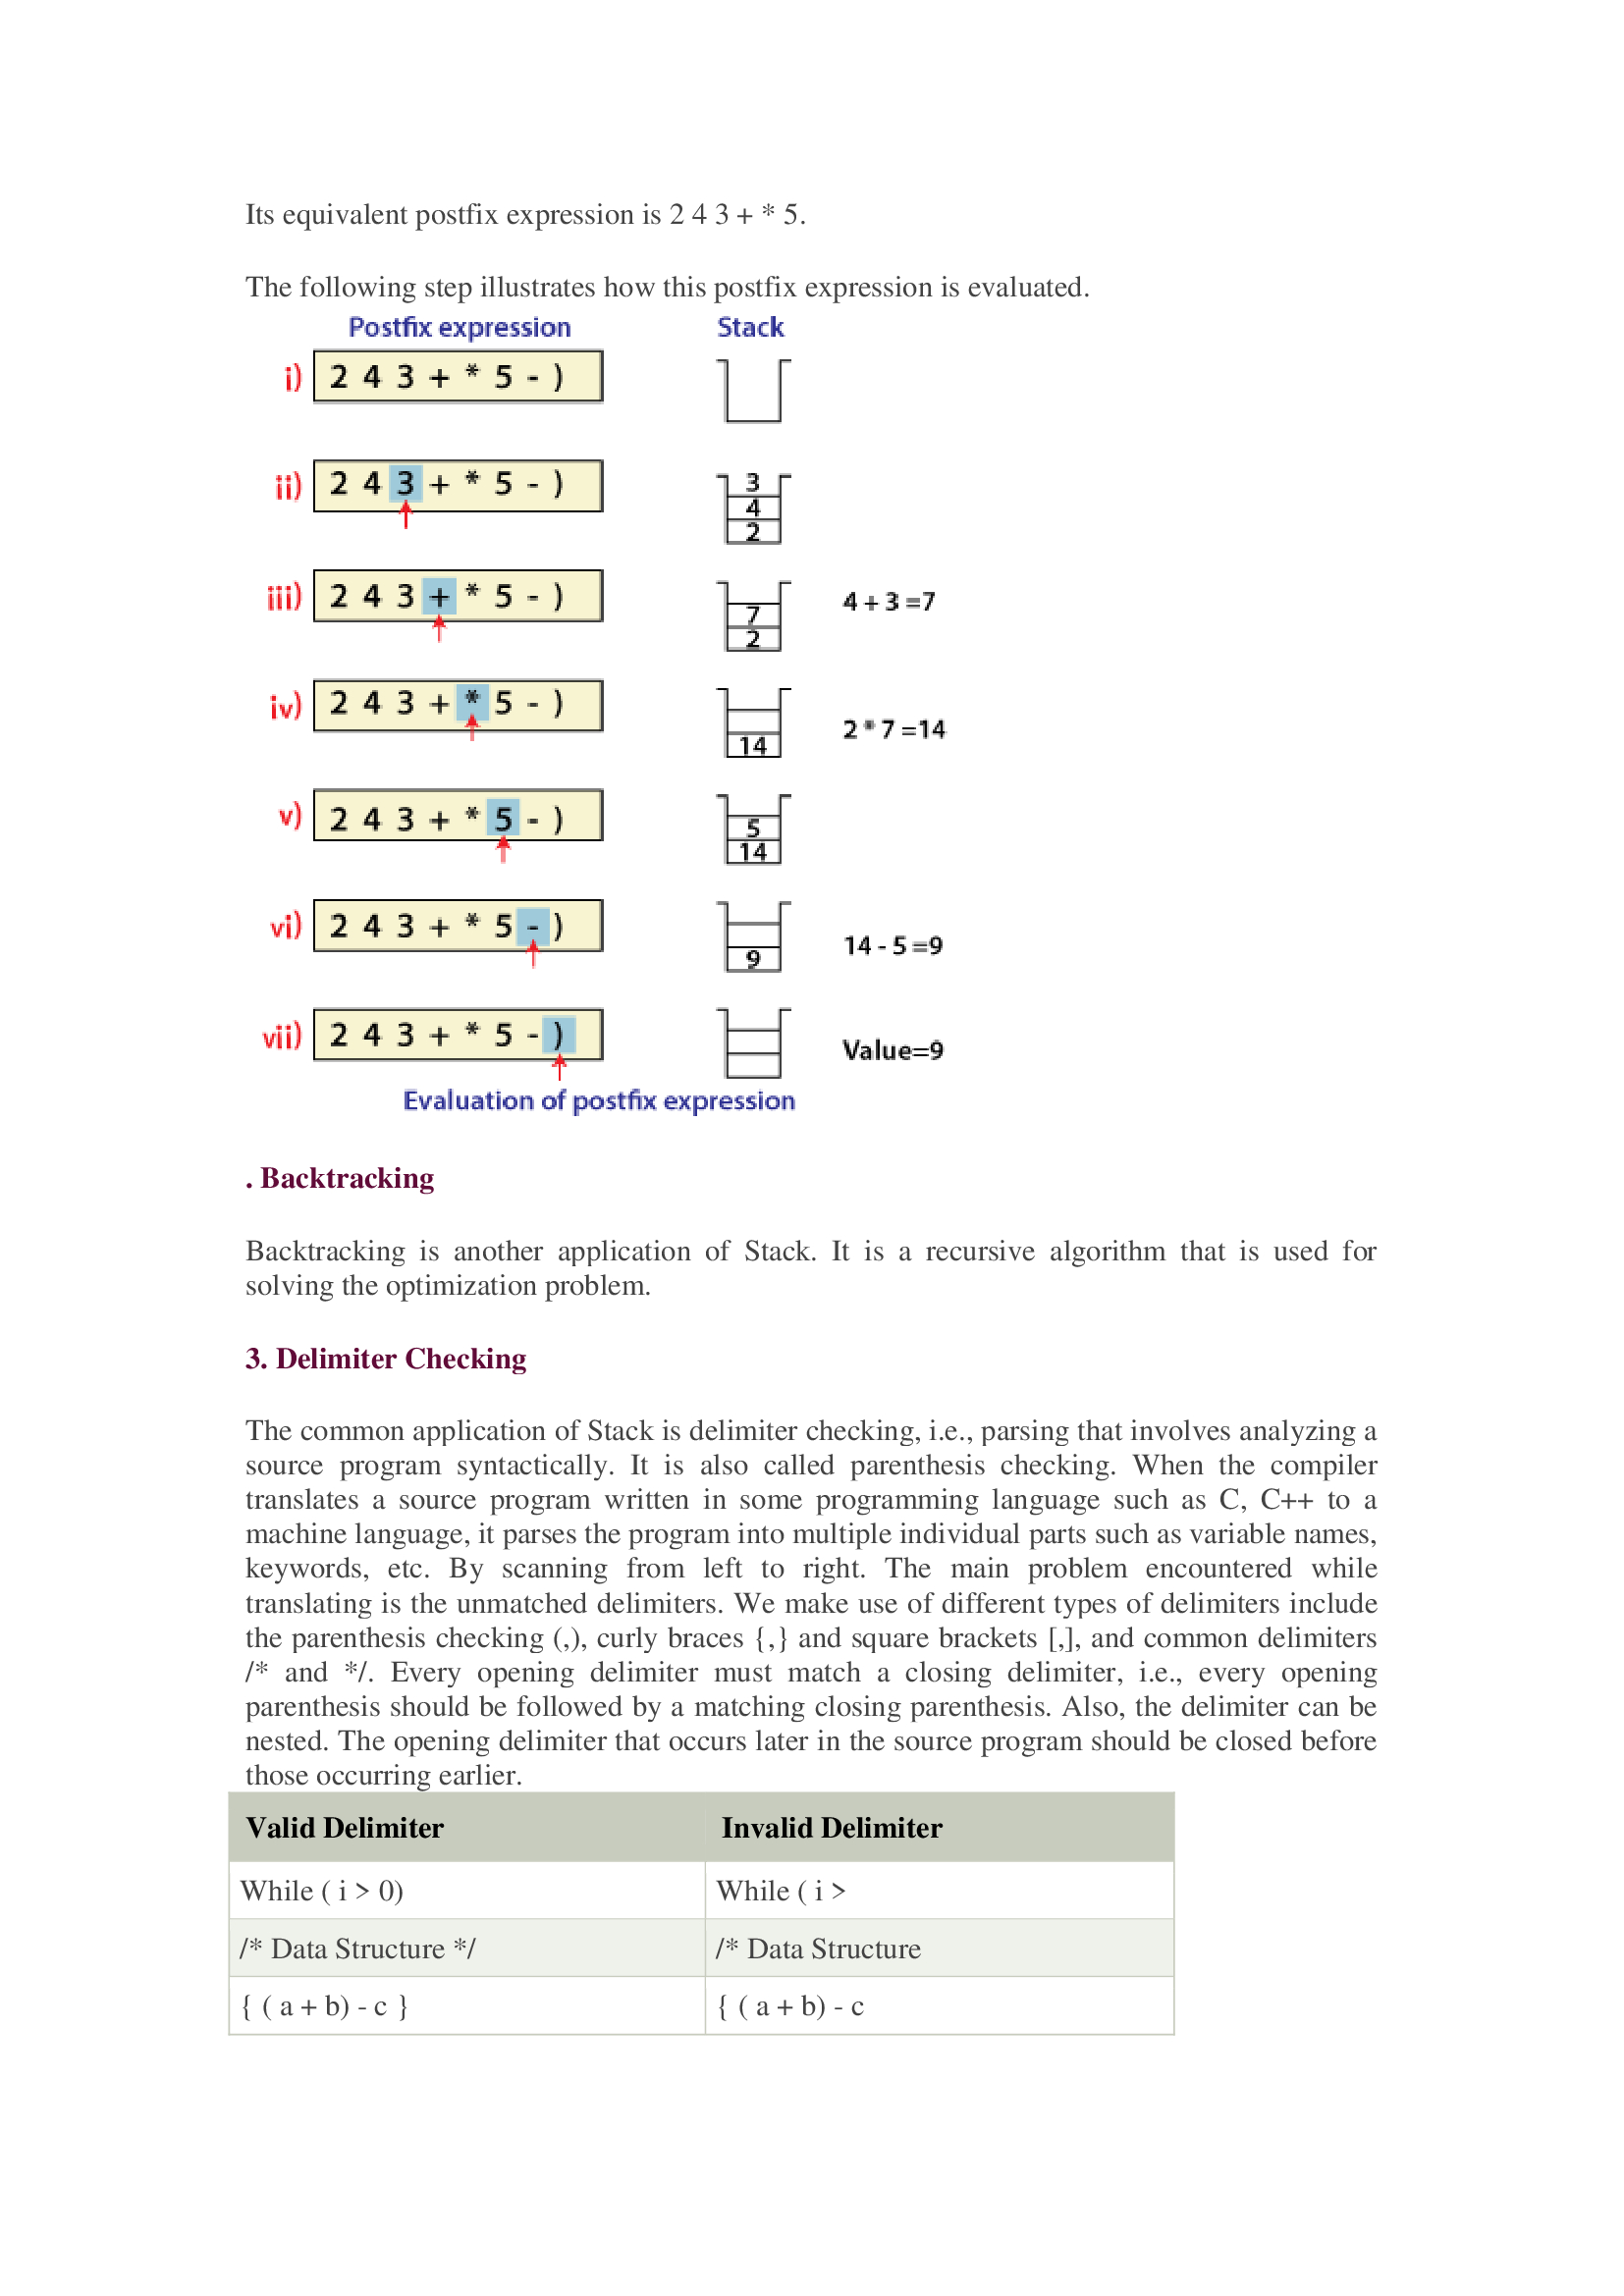 Its equivalent postfix expression is 2 4 3 + * 5.
The following step illustrates how this postfix expression is evaluated.
Postfix expression Stack
i) 2 4 3 + * 5 - )
ii) 2 4 3 + * 5 - ) 3
4
2
iii) 2 4 3 + * 5 - ) 7 4 + 3 =7
2
iv) 2 4 3 + * 5 - ) 14 2 * 7 =14
v) 2 4 3 + * 5 - ) 5
14
vi) 2 4 3 + * 5 - ) 9 14 - 5 =9
vii) 2 4 3 + * 5 - ) Value=9
Evaluation of postfix expression
. Backtracking
Backtracking is another application of Stack. It is a recursive algorithm that is used for
solving the optimization problem.
3. Delimiter Checking
The common application of Stack is delimiter checking, i.e., parsing that involves analyzing a
source program syntactically. It is also called parenthesis checking. When the compiler
translates a source program written in some programming language such as C, C++ to a
machine language, it parses the program into multiple individual parts such as variable names,
keywords, etc. By scanning from left to right. The main problem encountered while
translating is the unmatched delimiters. We make use of different types of delimiters include
the parenthesis checking (,), curly braces {,} and square brackets [,], and common delimiters
/* and */. Every opening delimiter must match a closing delimiter, i.e., every opening
parenthesis should be followed by a matching closing parenthesis. Also, the delimiter can be
nested. The opening delimiter that occurs later in the source program should be closed before
those occurring earlier.
Valid Delimiter Invalid Delimiter
While ( i > 0) While ( i >
/* Data Structure */ /* Data Structure
{ ( a + b) - c } { ( a + b) - c